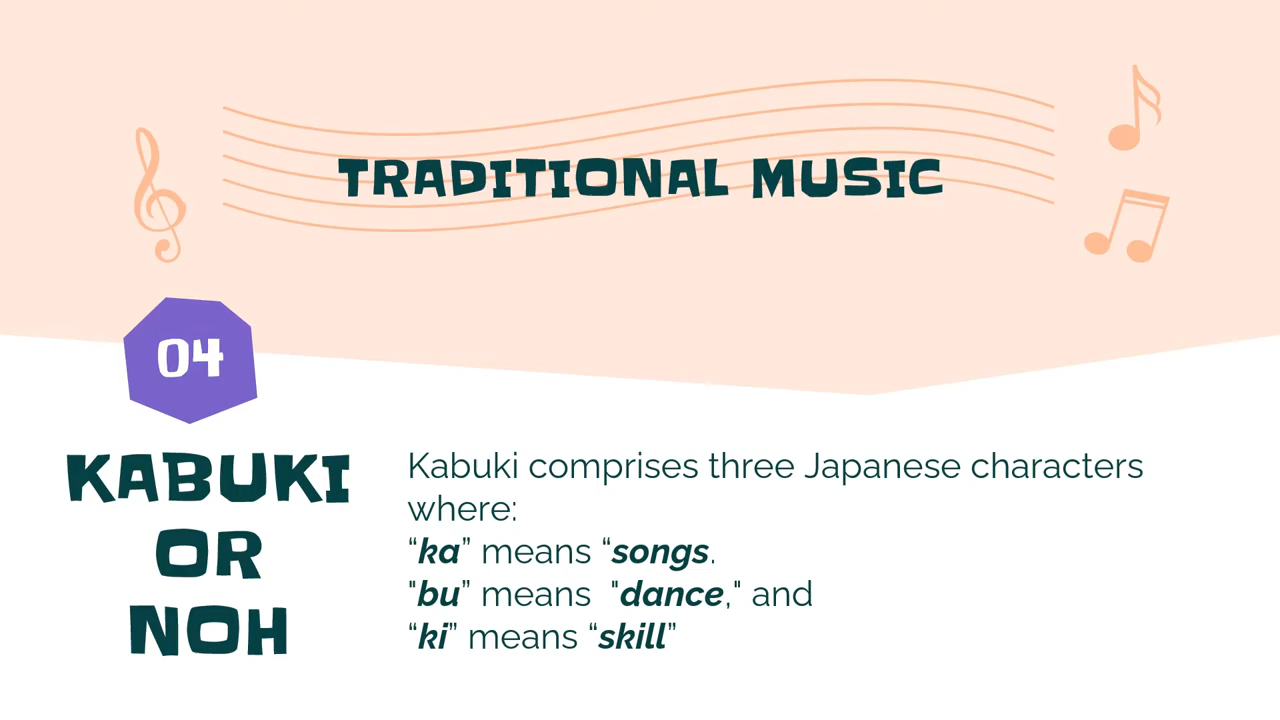 TRADITIONAL MUSIC
04
KABUKI
OR
NOH
Kabuki comprises three Japanese characters
where:
“ka” means “songs.
"bu” means  "dance," and
“ki” means “skill”